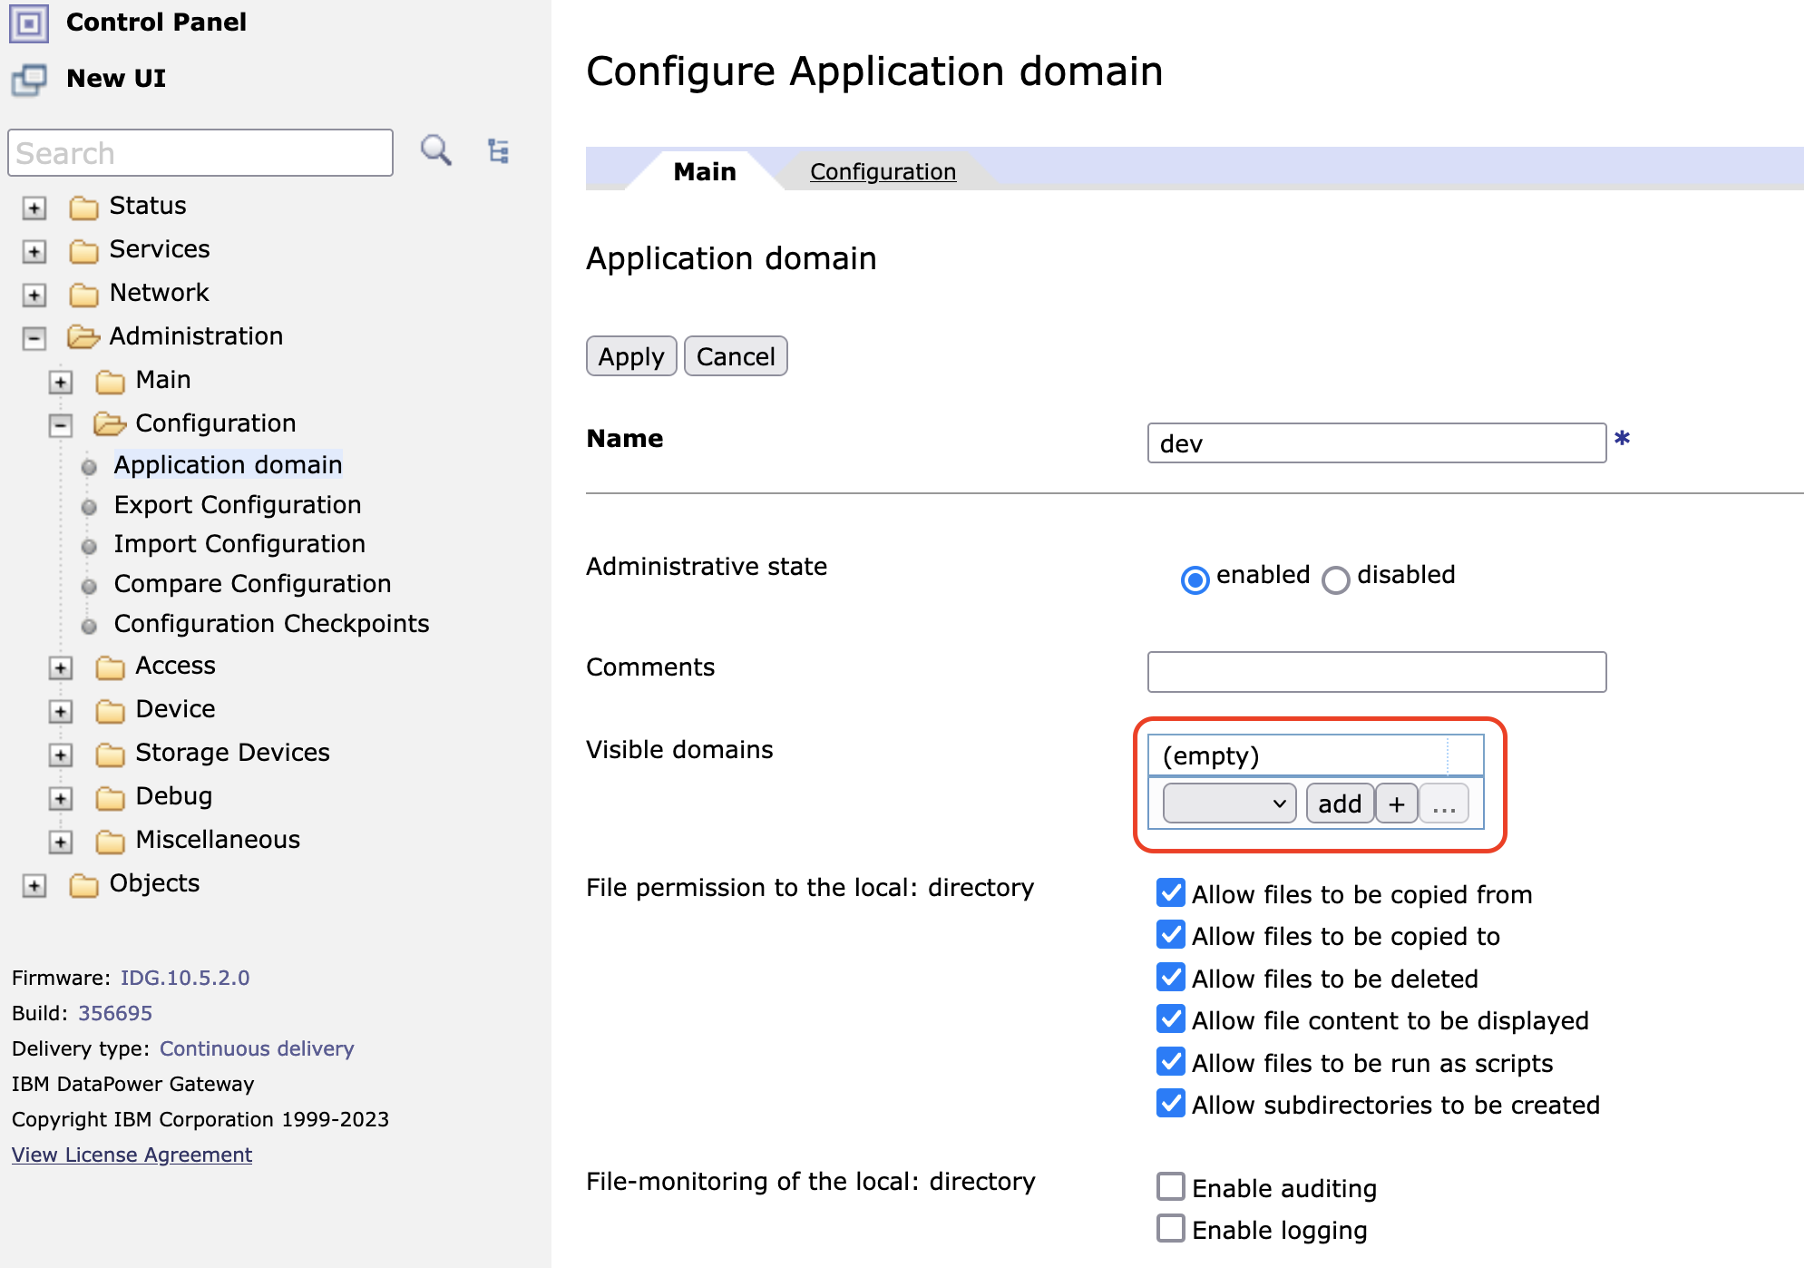 Control Panel
New UI
Search
Status
Services
Network
Administration
Main
Configuration
Application domain
Export Configuration
Import Configuration
Compare Configuration
Configuration Checkpoints
Access
Device
Storage Devices
Debug
Miscellaneous
Objects
Firmware: IDG.10.5.2.0
Build: 356695
Delivery type: Continuous delivery
IBM DataPower Gateway
Copyright IBM Corporation 1999-2023
View License Agreement
Configure Application domain
Main Configuration
Application domain
Apply Cancel
Name dev *
Administrative state enabled disabled
Comments
Visible domains (empty)
add + ...
File permission to the local: directory Allow files to be copied from
Allow files to be copied to
Allow files to be deleted
Allow file content to be displayed
Allow files to be run as scripts
Allow subdirectories to be created
File-monitoring of the local: directory Enable auditing
Enable logging